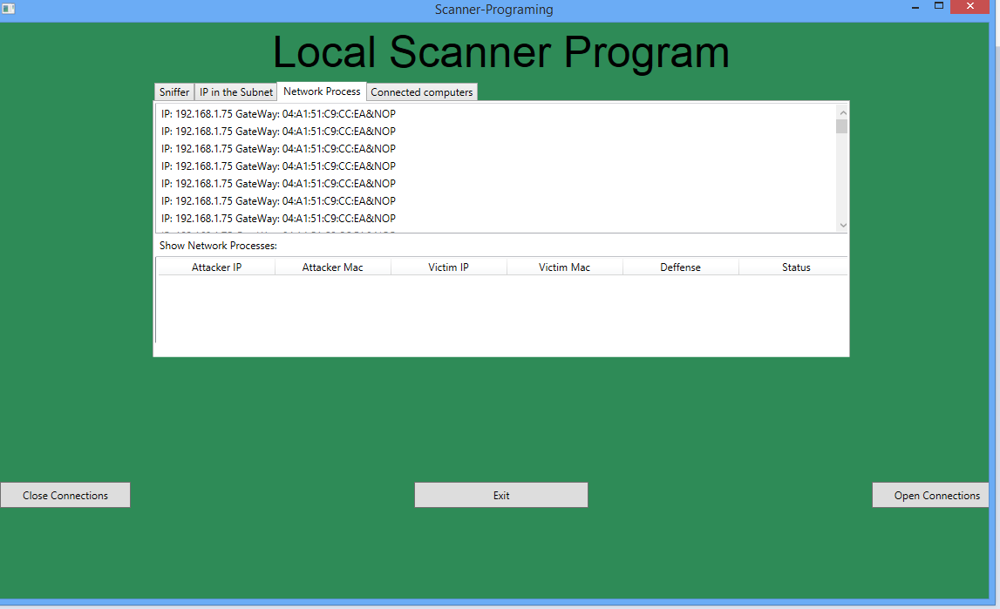 Scanner-Programing
Local Scanner Program
Sniffer IP in the Subnet Network Process Connected computers
IP: 192.168.1.75 GateWay: 04:A1:51:C9:CC:EA&NOP
IP: 192.168.1.75 GateWay: 04:A1:51:C9:CC:EA&NOP
IP: 192.168.1.75 GateWay: 04:A1:51:C9:CC:EA&NOP
IP: 192.168.1.75 GateWay: 04:A1:51:C9:CC:EA&NOP
IP: 192.168.1.75 GateWay: 04:A1:51:C9:CC:EA&NOP
IP: 192.168.1.75 GateWay: 04:A1:51:C9:CC:EA&NOP
IP: 192.168.1.75 GateWay: 04:A1:51:C9:CC:EA&NOP
Show Network Processes:
Attacker IP Attacker Mac Victim IP Victim Mac Deffense Status
Close Connections Exit Open Connections